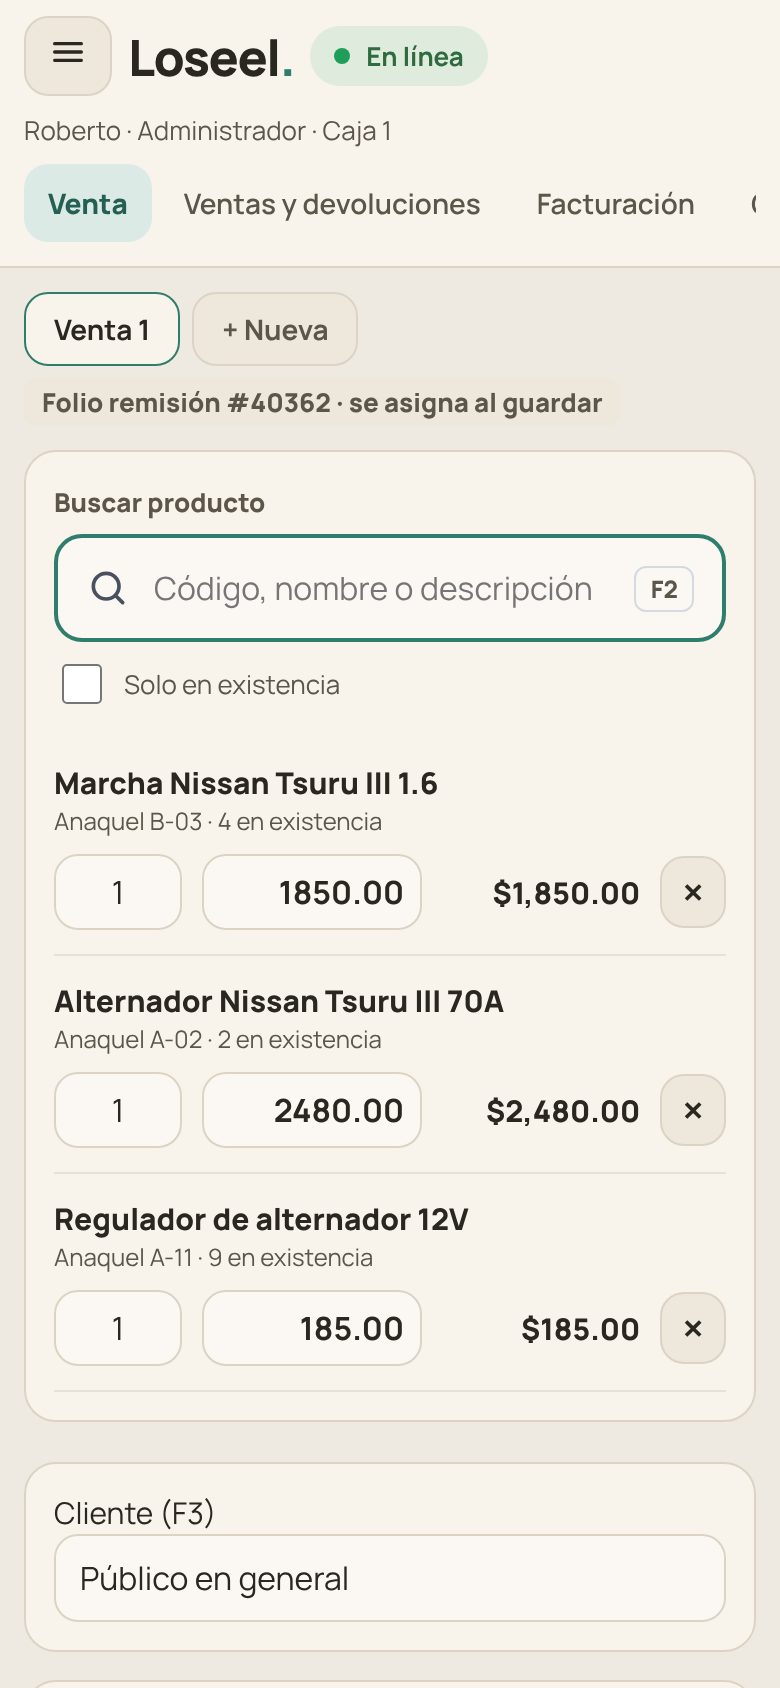 Loseel.
En línea
Roberto · Administrador · Caja 1
Venta
Ventas y devoluciones
Facturación
Venta 1
+ Nueva
Folio remisión #40362 · se asigna al guardar
Buscar producto
Código, nombre o descripción
F2
Solo en existencia
Marcha Nissan Tsuru III 1.6
Anaquel B-03 · 4 en existencia
1
1850.00
$1,850.00
×
Alternador Nissan Tsuru III 70A
Anaquel A-02 · 2 en existencia
1
2480.00
$2,480.00
×
Regulador de alternador 12V
Anaquel A-11 · 9 en existencia
1
185.00
$185.00
×
Cliente (F3)
Público en general